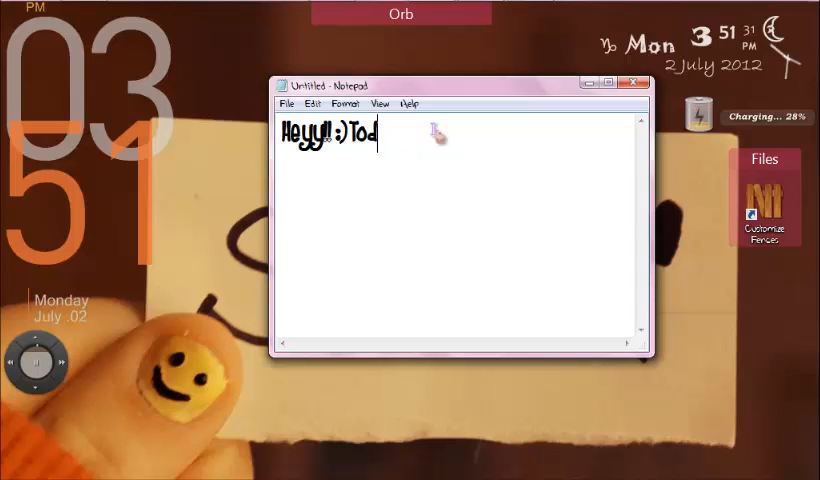 PM
03
51
Monday
July .02
Orb
Mon 3 51 31 PM
2 July 2012
Charging... 28%
Files
Customize
Fences
Untitled - Notepad
File Edit Format View Help
Heyy!! :) Tod